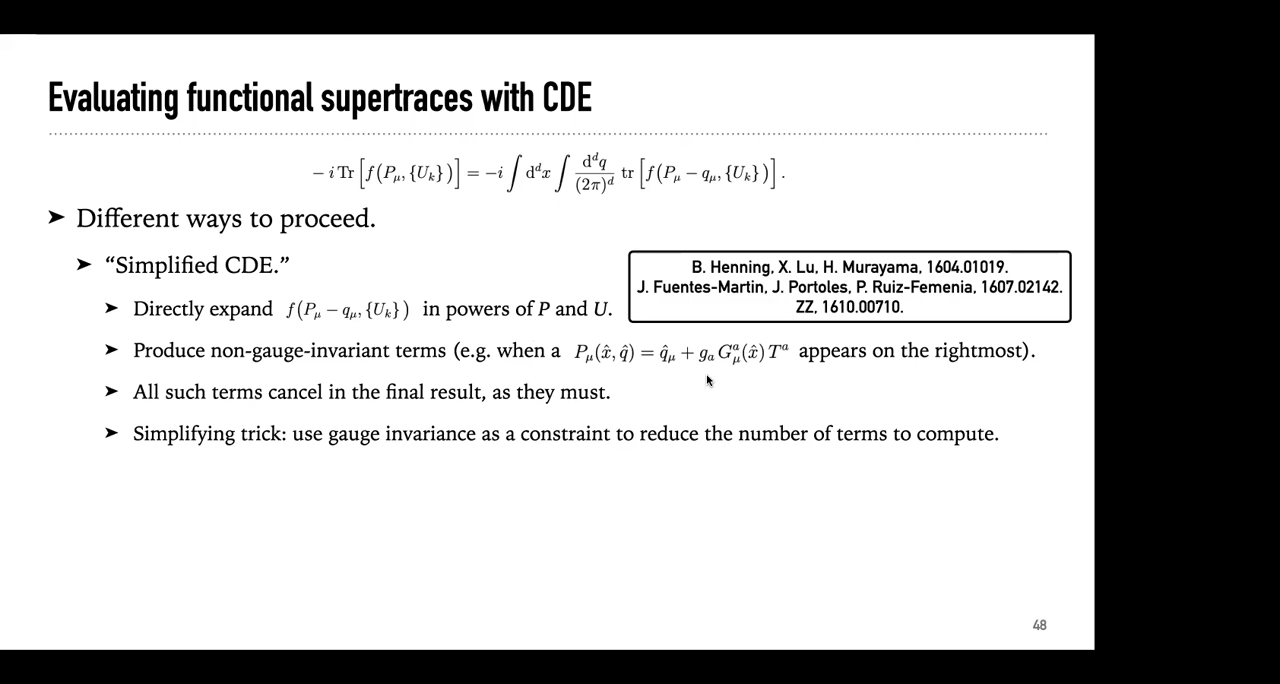 Evaluating functional supertraces with CDE
− i Tr [ f(P_μ, {U_k}) ] = −i ∫ d^d x ∫ d^d q / (2π)^d tr [ f(P_μ − q_μ, {U_k}) ] .
➤ Different ways to proceed.
➤ “Simplified CDE.”
B. Henning, X. Lu, H. Murayama, 1604.01019.
J. Fuentes-Martin, J. Portoles, P. Ruiz-Femenia, 1607.02142.
ZZ, 1610.00710.
➤ Directly expand f(P_μ − q_μ, {U_k}) in powers of P and U.
➤ Produce non-gauge-invariant terms (e.g. when a P_μ(x̂, q̂) = q̂_μ + g_a G^a_μ(x̂) T^a appears on the rightmost).
➤ All such terms cancel in the final result, as they must.
➤ Simplifying trick: use gauge invariance as a constraint to reduce the number of terms to compute.
48